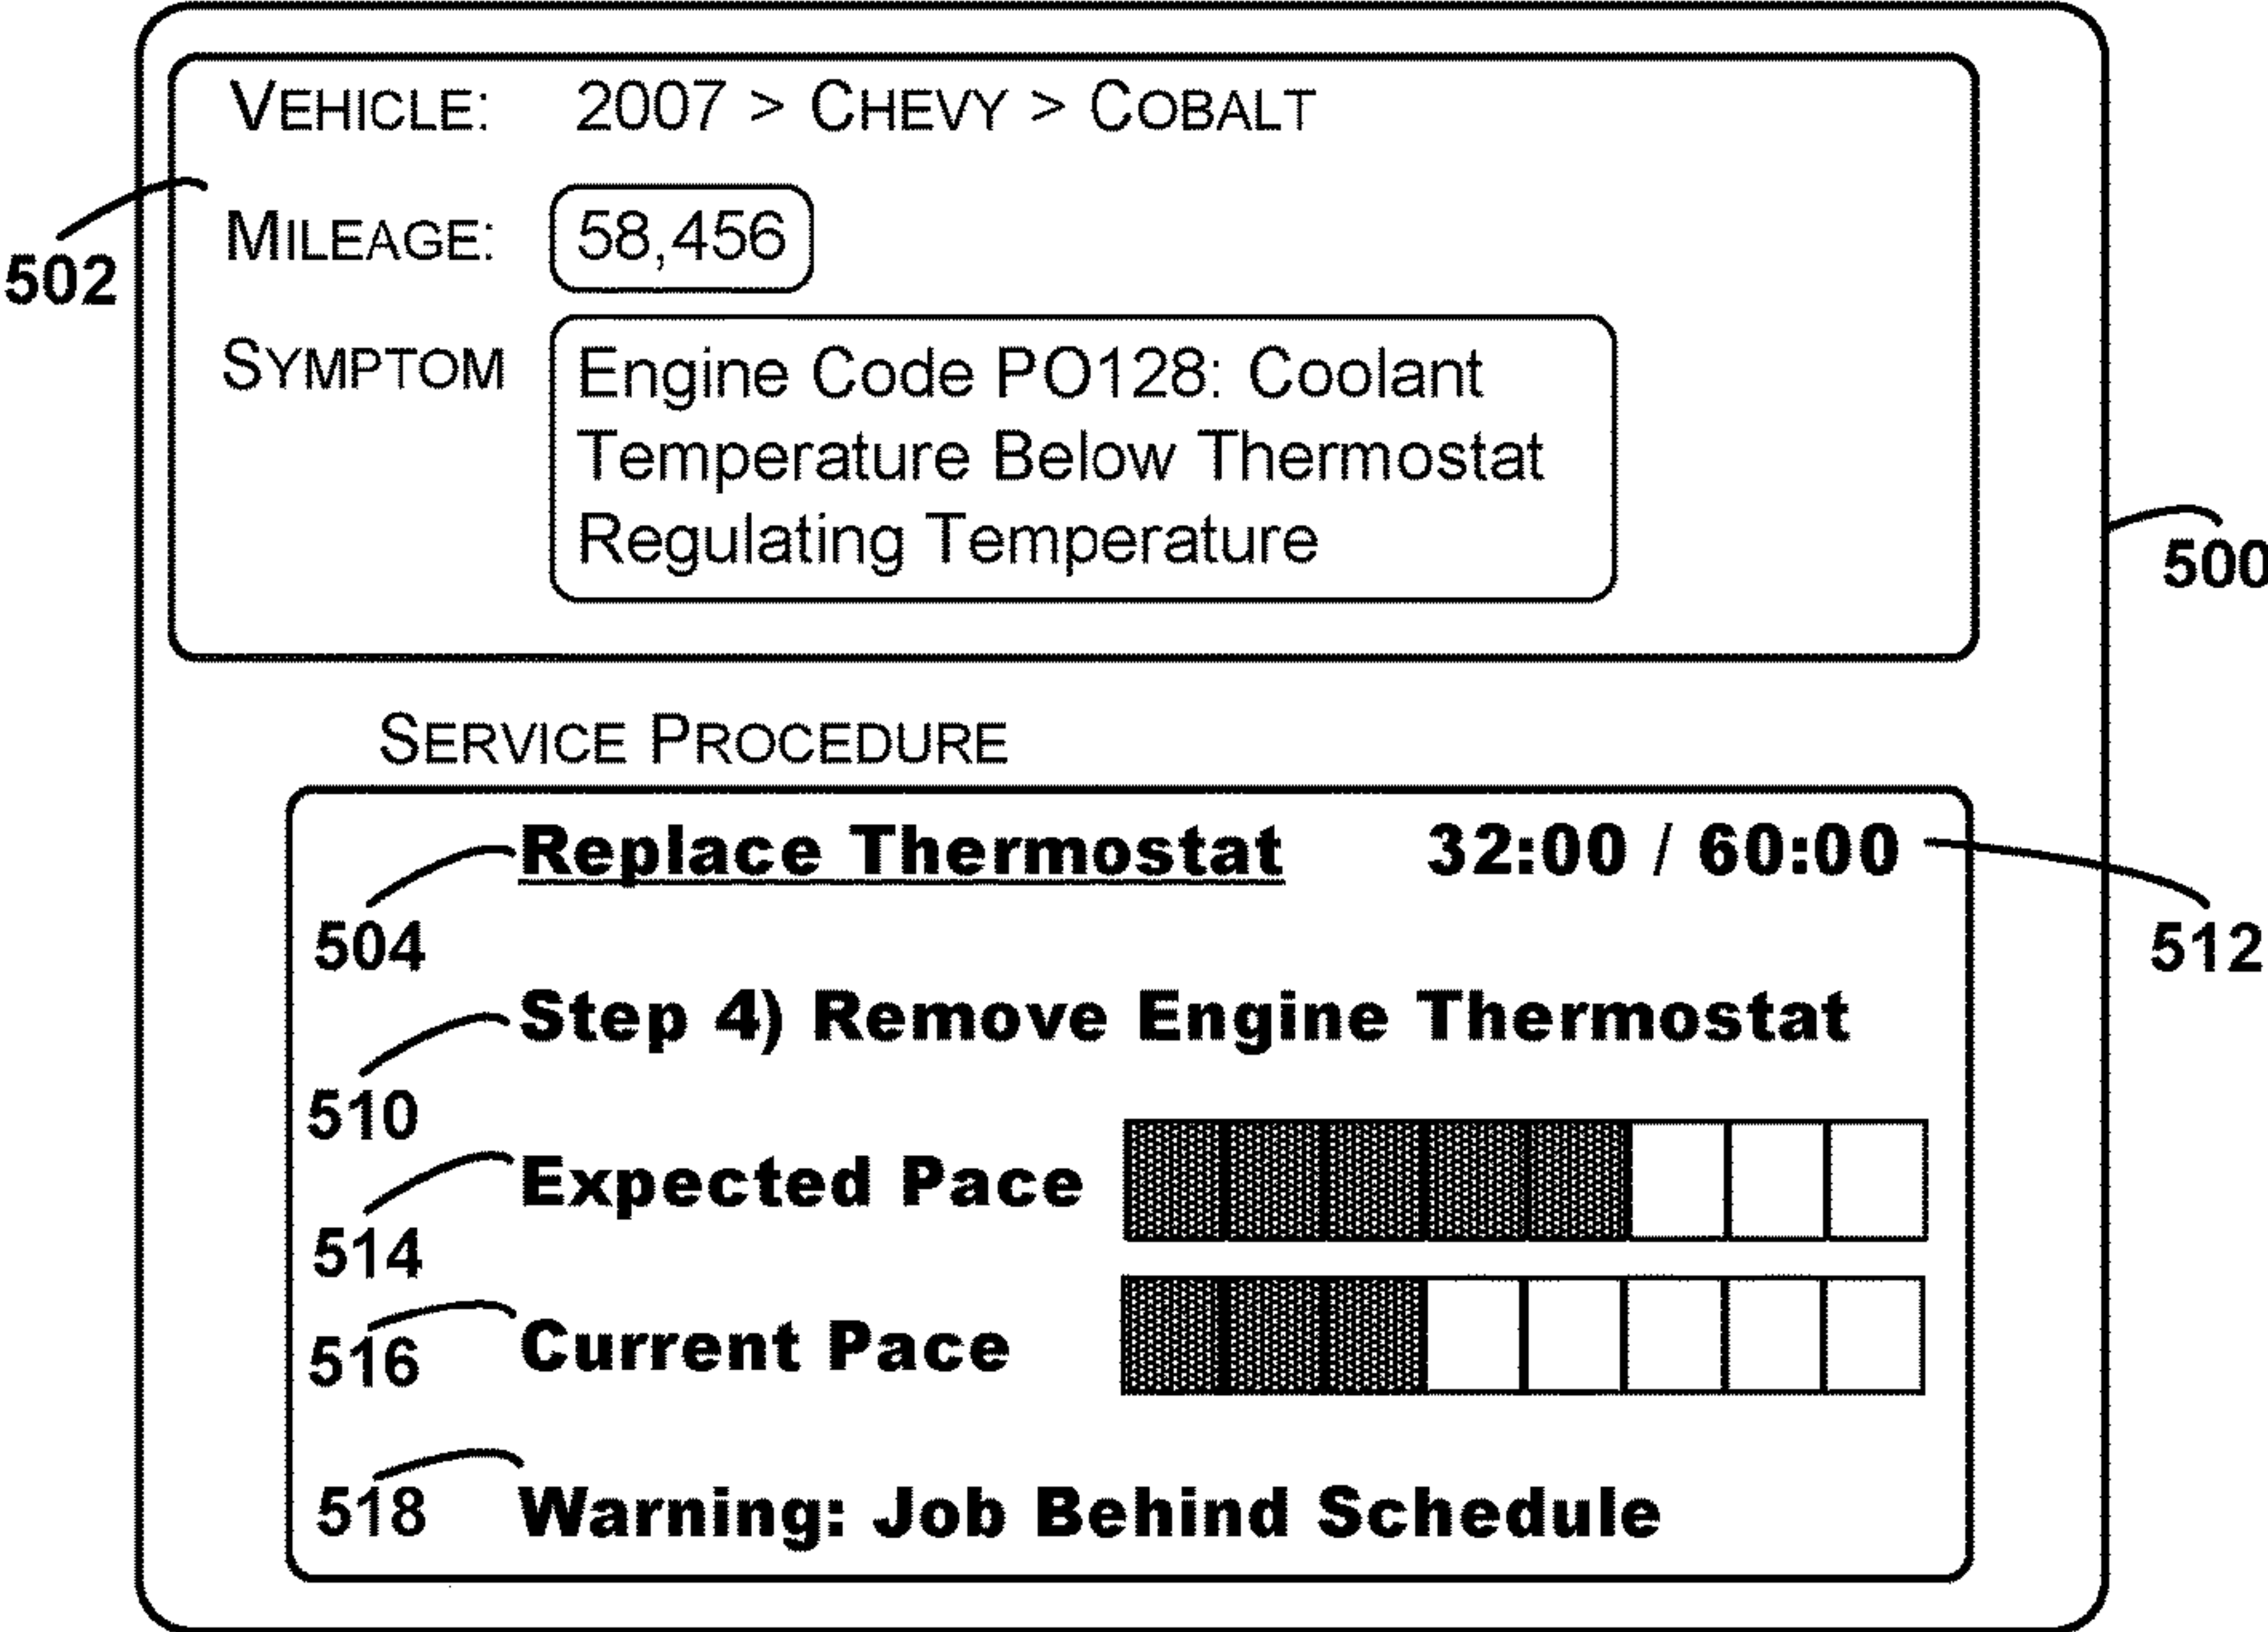 VEHICLE: 2007 > CHEVY > COBALT
MILEAGE: 58,456
502
SYMPTOM Engine Code PO128: Coolant
Temperature Below Thermostat
Regulating Temperature
500
SERVICE PROCEDURE
Replace Thermostat 32:00 / 60:00
504
512
Step 4) Remove Engine Thermostat
510
Expected Pace
514
Current Pace
516
518 Warning: Job Behind Schedule